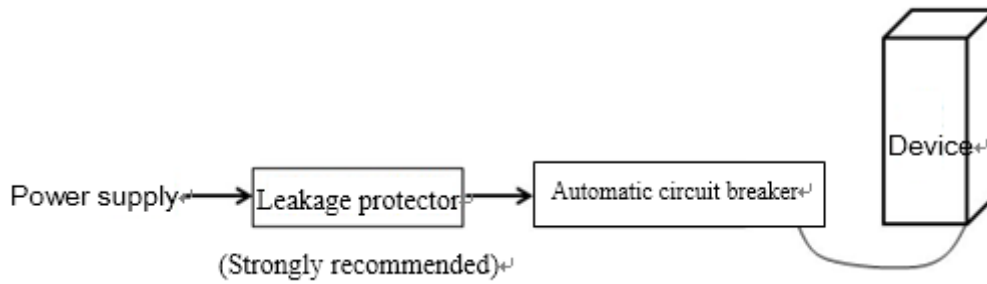 Device
Power supply
Leakage protector
Automatic circuit breaker
(Strongly recommended)